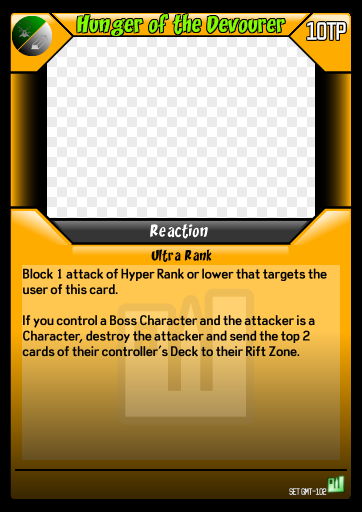 Hunger of the Devourer
10TP
Reaction
Ultra Rank
Block 1 attack of Hyper Rank or lower that targets the
user of this card.
If you control a Boss Character and the attacker is a
Character, destroy the attacker and send the top 2
cards of their controller's Deck to their Rift Zone.
SET GMT-102